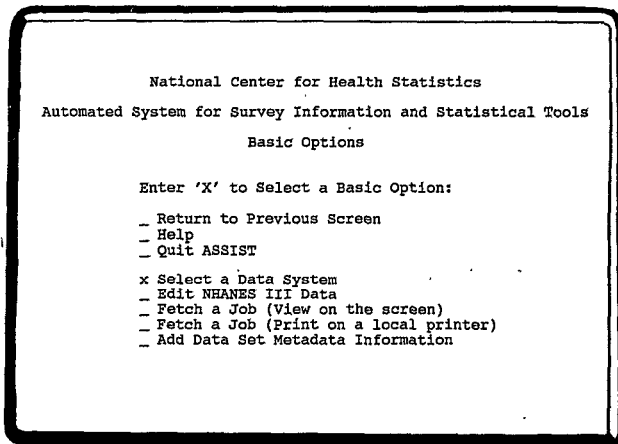 National Center for Health Statistics
Automated System for Survey Information and Statistical Tools
Basic Options
Enter 'X' to Select a Basic Option:
_ Return to Previous Screen
_ Help
_ Quit ASSIST
x Select a Data System
_ Edit NHANES III Data
_ Fetch a Job (View on the screen)
_ Fetch a Job (Print on a local printer)
_ Add Data Set Metadata Information